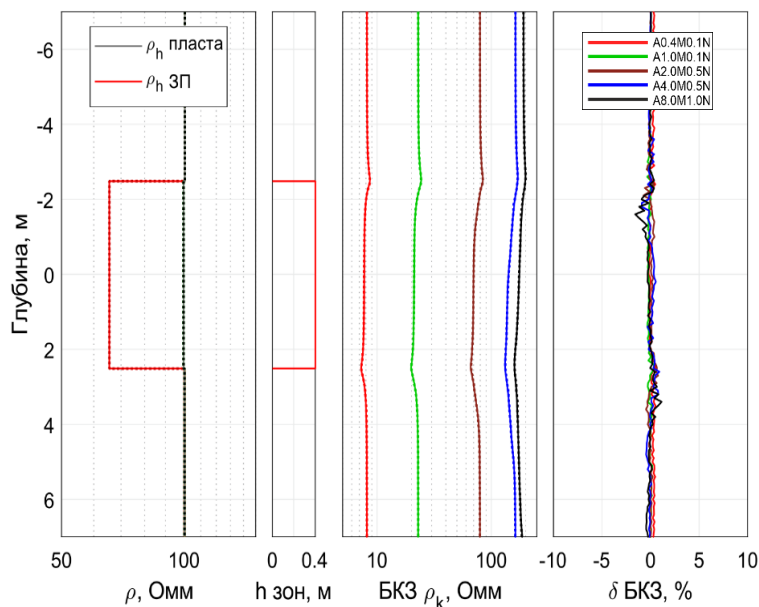 Глубина, м
-6
-4
-2
0
2
4
6
ρh пласта
ρh ЗП
50
100
ρ, Омм
0
0.4
h зон, м
10
100
БКЗ ρk, Омм
A0.4M0.1N
A1.0M0.1N
A2.0M0.5N
A4.0M0.5N
A8.0M1.0N
-10
-5
0
5
10
δ БКЗ, %